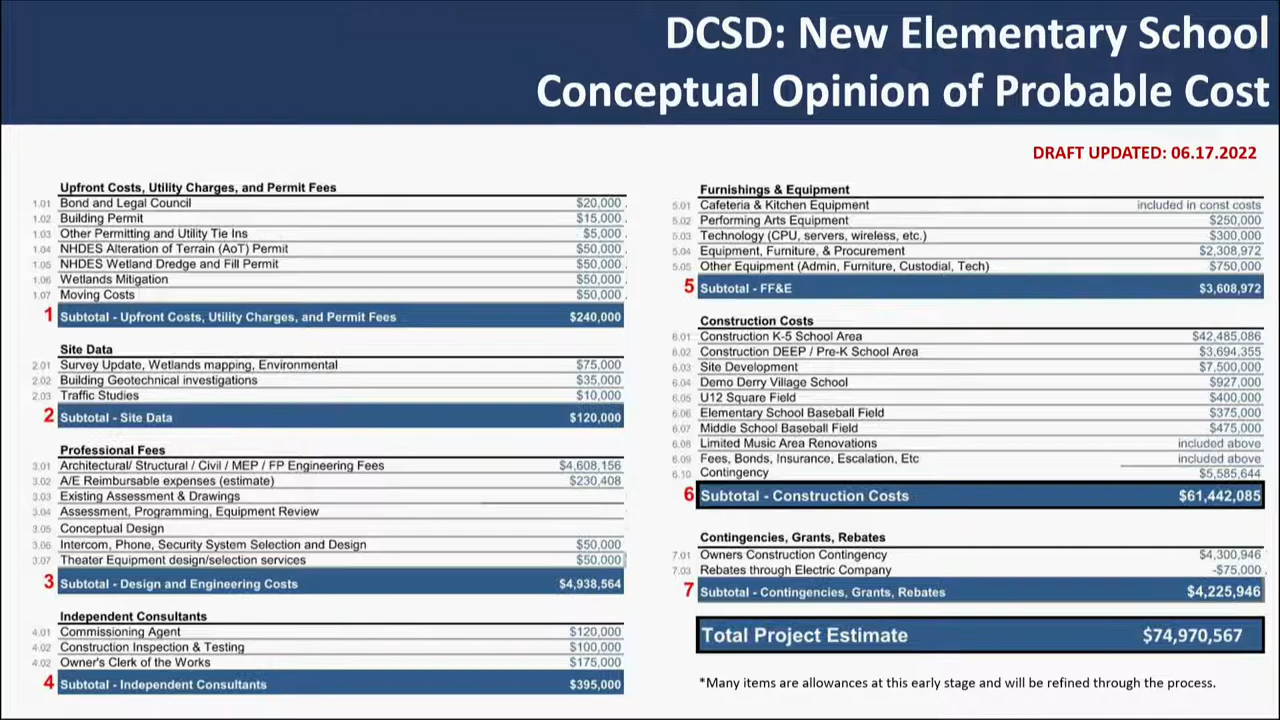 DCSD: New Elementary School
Conceptual Opinion of Probable Cost
DRAFT UPDATED: 06.17.2022
Upfront Costs, Utility Charges, and Permit Fees
1.01 Bond and Legal Council $20,000
1.02 Building Permit $15,000
1.03 Other Permitting and Utility Tie Ins $5,000
1.04 NHDES Alteration of Terrain (AoT) Permit $50,000
1.05 NHDES Wetland Dredge and Fill Permit $50,000
1.06 Wetlands Mitigation $50,000
1.07 Moving Costs $50,000
1 Subtotal - Upfront Costs, Utility Charges, and Permit Fees $240,000
Site Data
2.01 Survey Update, Wetlands mapping, Environmental $75,000
2.02 Building Geotechnical investigations $35,000
2.03 Traffic Studies $10,000
2 Subtotal - Site Data $120,000
Professional Fees
3.01 Architectural/ Structural / Civil / MEP / FP Engineering Fees $4,608,156
3.02 A/E Reimbursable expenses (estimate) $230,408
3.03 Existing Assessment & Drawings
3.04 Assessment, Programming, Equipment Review
3.05 Conceptual Design
3.06 Intercom, Phone, Security System Selection and Design $50,000
3.07 Theater Equipment design/selection services $50,000
3 Subtotal - Design and Engineering Costs $4,938,564
Independent Consultants
4.01 Commissioning Agent $120,000
4.02 Construction Inspection & Testing $100,000
4.02 Owner's Clerk of the Works $175,000
4 Subtotal - Independent Consultants $395,000
Furnishings & Equipment
5.01 Cafeteria & Kitchen Equipment included in const costs
5.02 Performing Arts Equipment $250,000
5.03 Technology (CPU, servers, wireless, etc.) $300,000
5.04 Equipment, Furniture, & Procurement $2,308,972
5.05 Other Equipment (Admin, Furniture, Custodial, Tech) $750,000
5 Subtotal - FF&E $3,608,972
Construction Costs
6.01 Construction K-5 School Area $42,485,086
6.02 Construction DEEP / Pre-K School Area $3,694,355
6.03 Site Development $7,500,000
6.04 Demo Derry Village School $927,000
6.05 U12 Square Field $400,000
6.06 Elementary School Baseball Field $375,000
6.07 Middle School Baseball Field $475,000
6.08 Limited Music Area Renovations included above
6.09 Fees, Bonds, Insurance, Escalation, Etc included above
6.10 Contingency $5,585,644
6 Subtotal - Construction Costs $61,442,085
Contingencies, Grants, Rebates
7.01 Owners Construction Contingency $4,300,946
7.03 Rebates through Electric Company -$75,000
7 Subtotal - Contingencies, Grants, Rebates $4,225,946
Total Project Estimate $74,970,567
*Many items are allowances at this early stage and will be refined through the process.